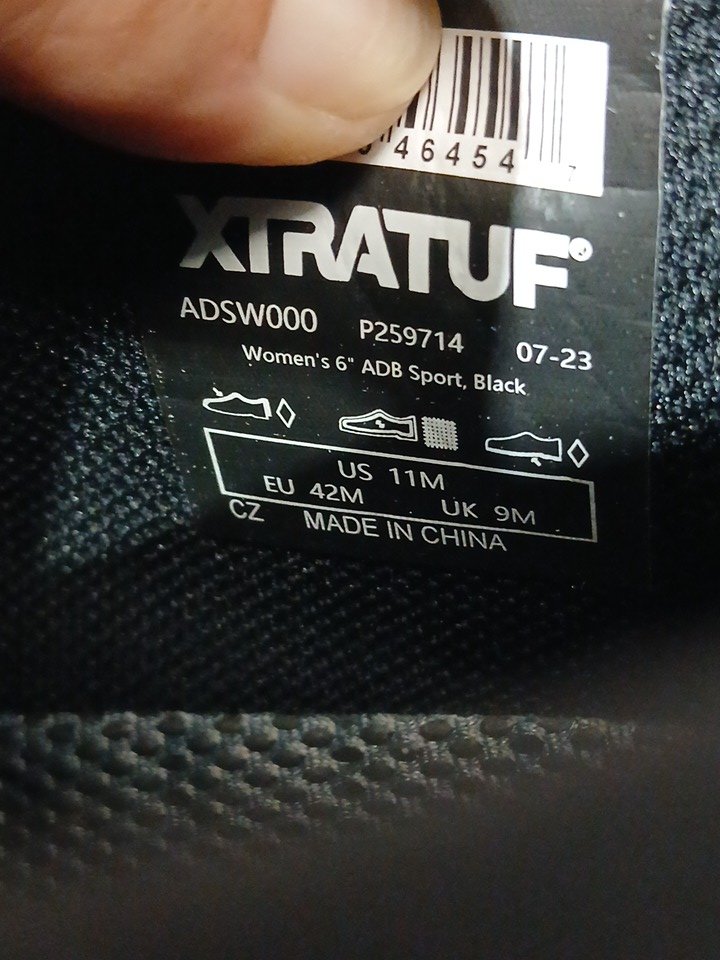 46454 7
XTRATUF®
ADSW000 P259714 07-23
Women's 6" ADB Sport, Black
US 11M
EU 42M UK 9M
CZ MADE IN CHINA